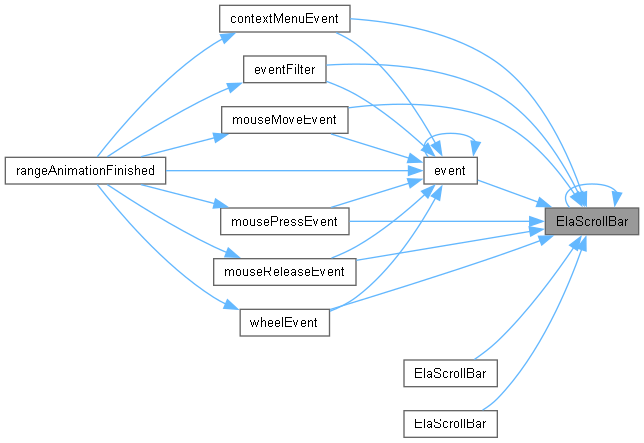 contextMenuEvent
eventFilter
mouseMoveEvent
rangeAnimationFinished
event
mousePressEvent
ElaScrollBar
mouseReleaseEvent
wheelEvent
ElaScrollBar
ElaScrollBar